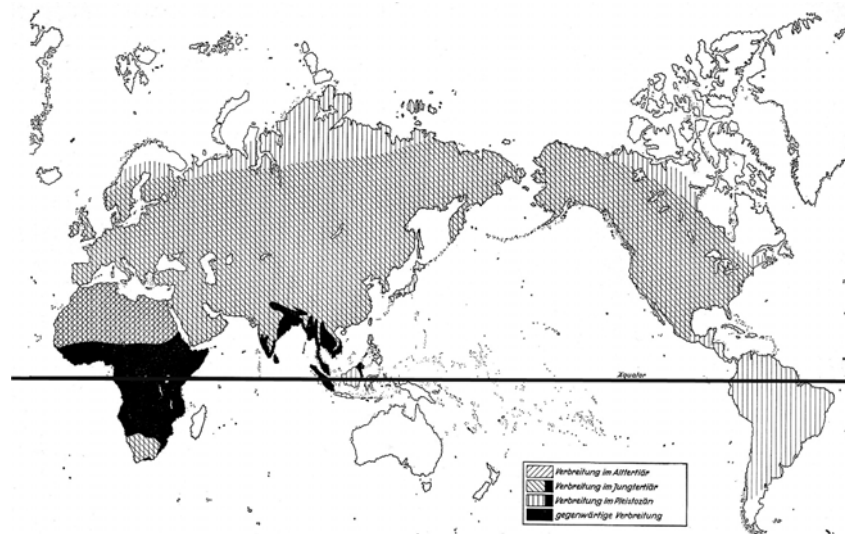 Äquator
Verbreitung im Alttertiär
Verbreitung im Jungtertiär
Verbreitung im Pleistozän
gegenwärtige Verbreitung